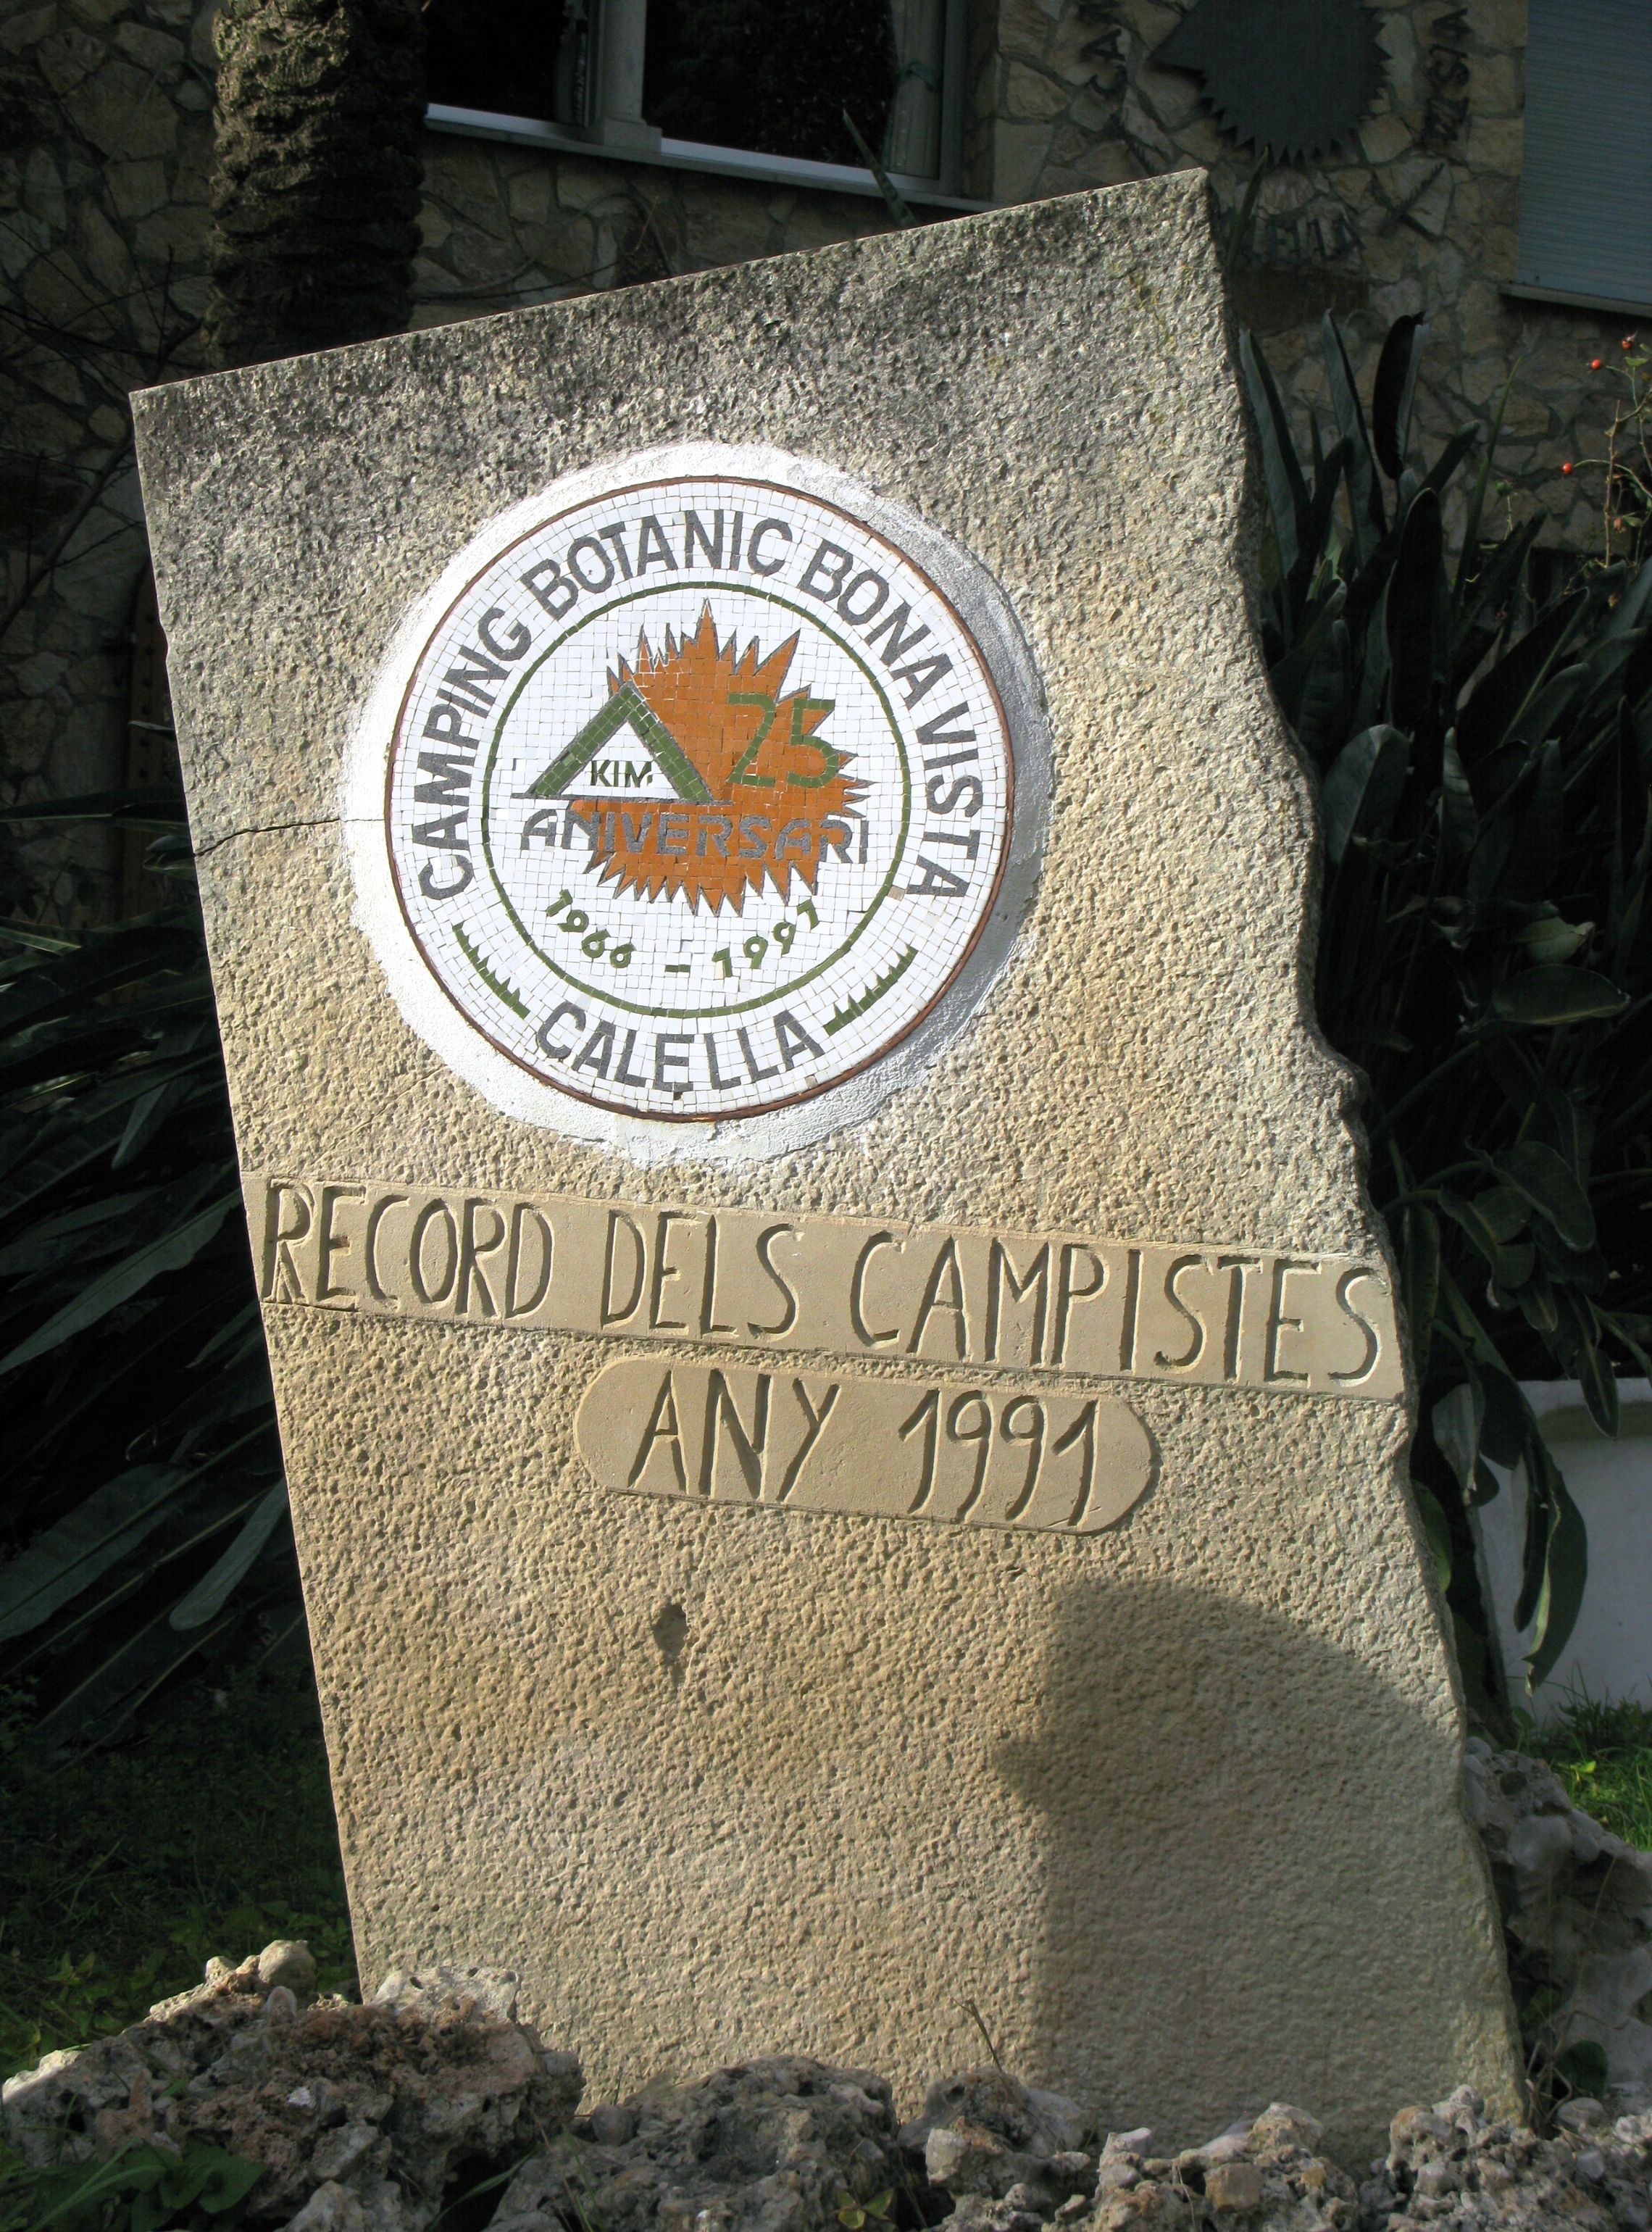 CAMPING BOTANIC BONA VISTA
KIM
25
ANIVERSARI
1966 - 1991
CALELLA
RECORD DELS CAMPISTES
ANY 1991